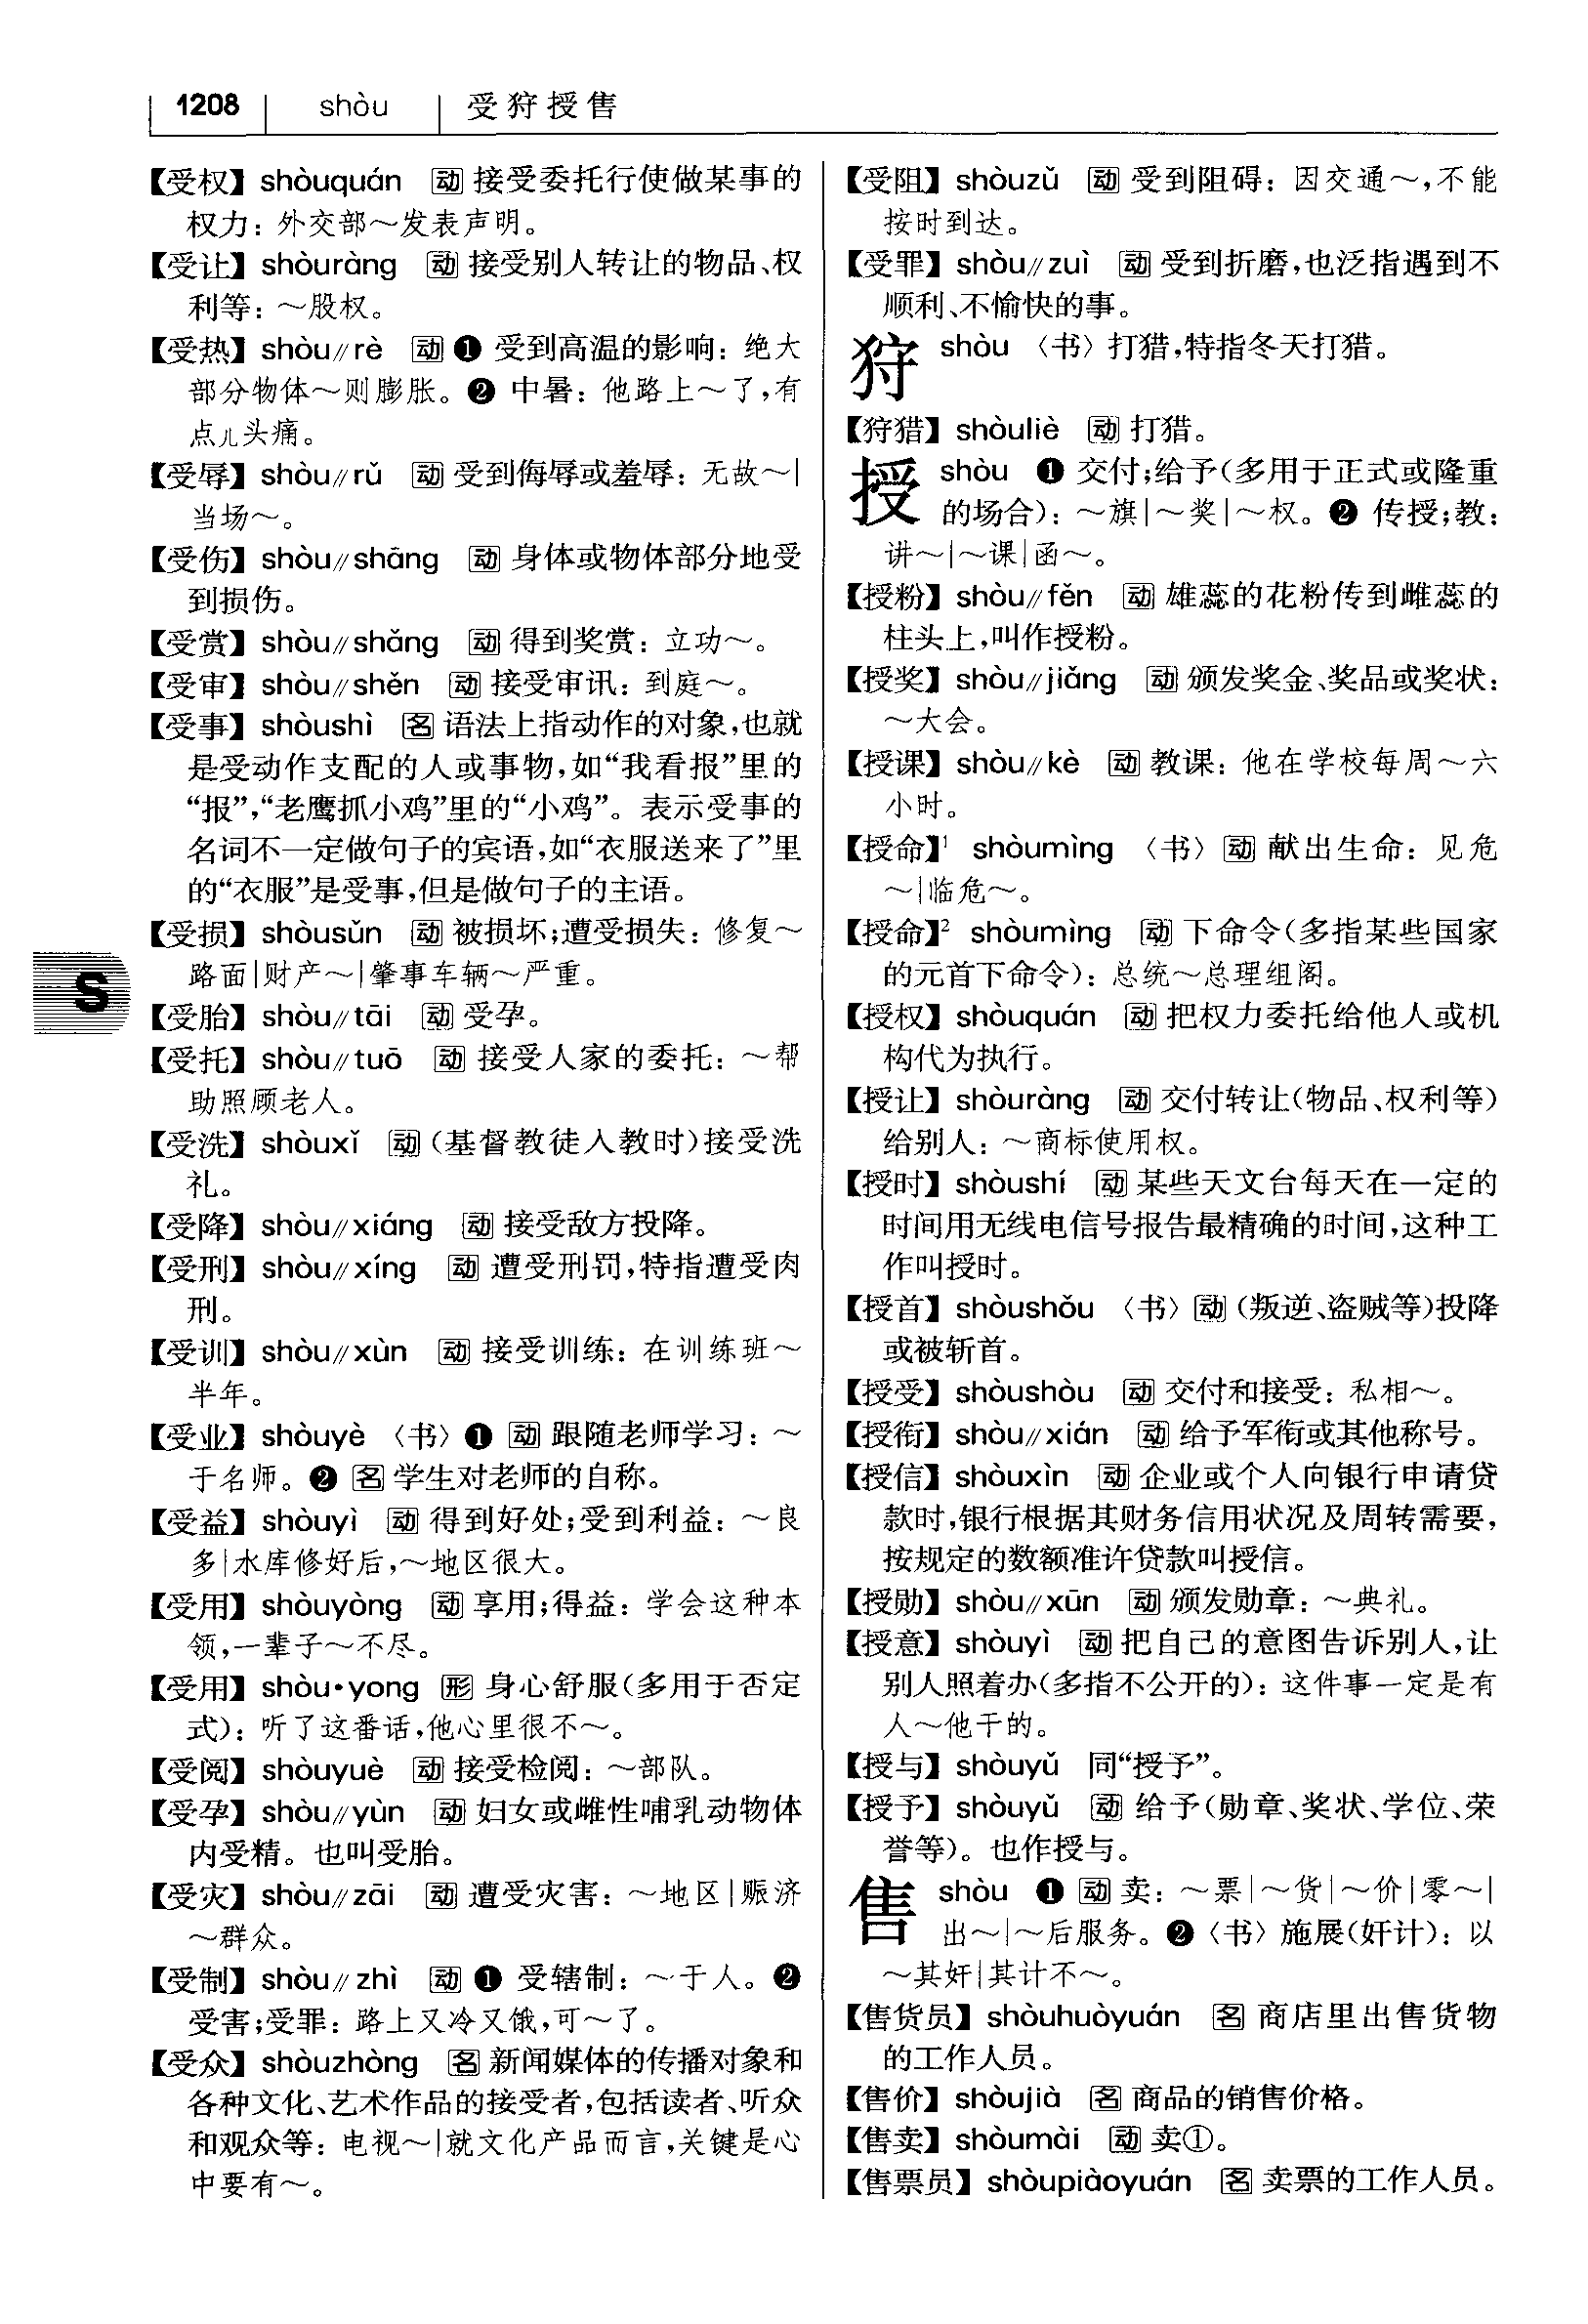 1208 shòu 受狩授售
【受权】 shòuquán 动 接受委托行使做某事的
权力：外交部～发表声明。
【受让】 shòuràng 动 接受别人转让的物品、权
利等：～股权。
【受热】 shòu∥rè 动 ❶ 受到高温的影响：绝大
部分物体～则膨胀。❷ 中暑：他路上～了，有
点儿头痛。
【受辱】 shòu∥rǔ 动 受到侮辱或羞辱：无故～|
当场～。
【受伤】 shòu∥shāng 动 身体或物体部分地受
到损伤。
【受赏】 shòu∥shǎng 动 得到奖赏：立功～。
【受审】 shòu∥shěn 动 接受审讯：到庭～。
【受事】 shòushì 名 语法上指动作的对象，也就
是受动作支配的人或事物，如“我看报”里的
“报”，“老鹰抓小鸡”里的“小鸡”。表示受事的
名词不一定做句子的宾语，如“衣服送来了”里
的“衣服”是受事，但是做句子的主语。
【受损】 shòusǔn 动 被损坏；遭受损失：修复～
路面|财产～|肇事车辆～严重。
S
【受胎】 shòu∥tāi 动 受孕。
【受托】 shòu∥tuō 动 接受人家的委托：～帮
助照顾老人。
【受洗】 shòuxǐ 动（基督教徒入教时）接受洗
礼。
【受降】 shòu∥xiáng 动 接受敌方投降。
【受刑】 shòu∥xíng 动 遭受刑罚，特指遭受肉
刑。
【受训】 shòu∥xùn 动 接受训练：在训练班～
半年。
【受业】 shòuyè 〈书〉❶ 动 跟随老师学习：～
于名师。❷ 名 学生对老师的自称。
【受益】 shòuyì 动 得到好处；受到利益：～良
多|水库修好后，～地区很大。
【受用】 shòuyòng 动 享用；得益：学会这种本
领，一辈子～不尽。
【受用】 shòu·yong 形 身心舒服（多用于否定
式）：听了这番话，他心里很不～。
【受阅】 shòuyuè 动 接受检阅：～部队。
【受孕】 shòu∥yùn 动 妇女或雌性哺乳动物体
内受精。也叫受胎。
【受灾】 shòu∥zāi 动 遭受灾害：～地区|赈济
～群众。
【受制】 shòu∥zhì 动 ❶ 受辖制：～于人。❷
受害；受罪：路上又冷又饿，可～了。
【受众】 shòuzhòng 名 新闻媒体的传播对象和
各种文化、艺术作品的接受者，包括读者、听众
和观众等：电视～|就文化产品而言，关键是心
中要有～。
【受阻】 shòuzǔ 动 受到阻碍：因交通～，不能
按时到达。
【受罪】 shòu∥zuì 动 受到折磨，也泛指遇到不
顺利、不愉快的事。
狩 shòu 〈书〉打猎，特指冬天打猎。
【狩猎】 shòuliè 动 打猎。
授 shòu ❶ 交付；给予（多用于正式或隆重
的场合）：～旗|～奖|～权。❷ 传授；教：
讲～|～课|函～。
【授粉】 shòu∥fěn 动 雄蕊的花粉传到雌蕊的
柱头上，叫作授粉。
【授奖】 shòu∥jiǎng 动 颁发奖金、奖品或奖状：
～大会。
【授课】 shòu∥kè 动 教课：他在学校每周～六
小时。
【授命】¹ shòumìng 〈书〉动 献出生命：见危
～|临危～。
【授命】² shòumìng 动 下命令（多指某些国家
的元首下命令）：总统～总理组阁。
【授权】 shòuquán 动 把权力委托给他人或机
构代为执行。
【授让】 shòuràng 动 交付转让（物品、权利等）
给别人：～商标使用权。
【授时】 shòushí 动 某些天文台每天在一定的
时间用无线电信号报告最精确的时间，这种工
作叫授时。
【授首】 shòushǒu 〈书〉动（叛逆、盗贼等）投降
或被斩首。
【授受】 shòushòu 动 交付和接受：私相～。
【授衔】 shòu∥xián 动 给予军衔或其他称号。
【授信】 shòuxìn 动 企业或个人向银行申请贷
款时，银行根据其财务信用状况及周转需要，
按规定的数额准许贷款叫授信。
【授勋】 shòu∥xūn 动 颁发勋章：～典礼。
【授意】 shòuyì 动 把自己的意图告诉别人，让
别人照着办（多指不公开的）：这件事一定是有
人～他干的。
【授与】 shòuyǔ 同“授予”。
【授予】 shòuyǔ 动 给予（勋章、奖状、学位、荣
誉等）。也作授与。
售 shòu ❶ 动 卖：～票|～货|～价|零～|
出～|～后服务。❷〈书〉施展（奸计）：以
～其奸|其计不～。
【售货员】 shòuhuòyuán 名 商店里出售货物
的工作人员。
【售价】 shòujià 名 商品的销售价格。
【售卖】 shòumài 动 卖①。
【售票员】 shòupiàoyuán 名 卖票的工作人员。